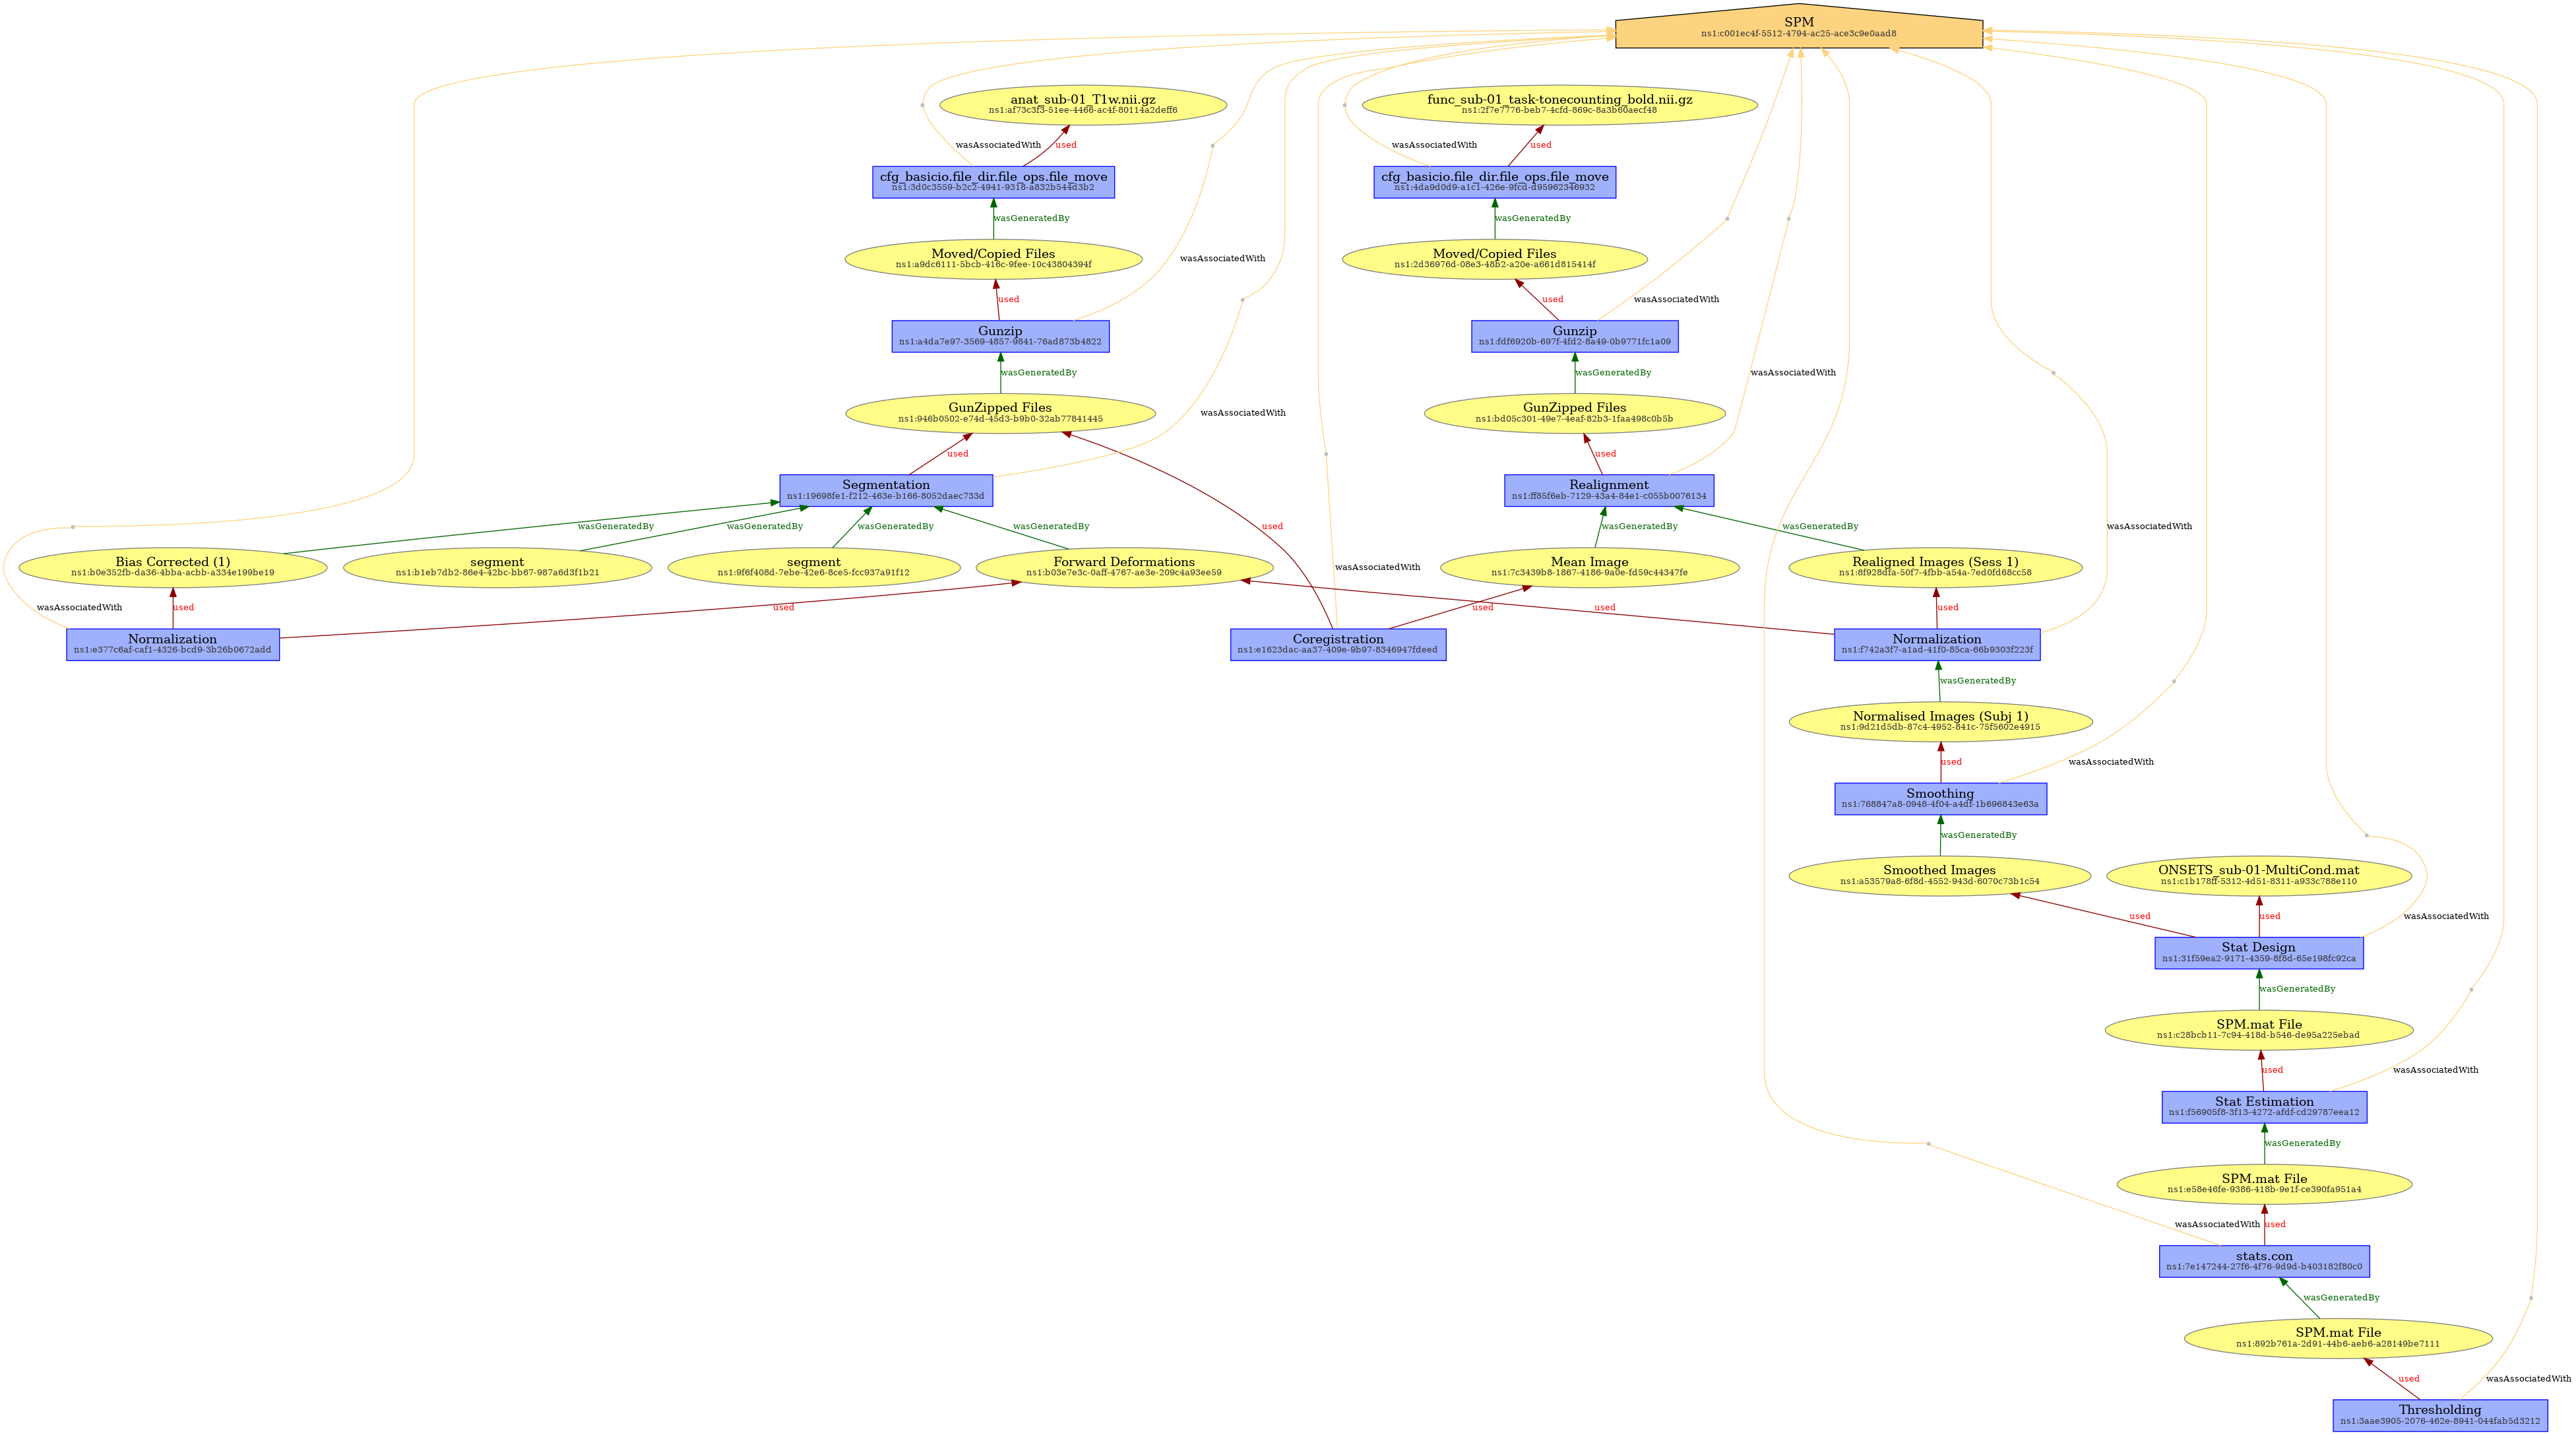 SPM
ns1:c001ec4f-5512-4794-ac25-ace3c9e0aad8
anat_sub-01_T1w.nii.gz
ns1:af73c3f3-51ee-4466-ac4f-80114a2deff6
func_sub-01_task-tonecounting_bold.nii.gz
ns1:2f7e7776-beb7-4cfd-869c-8a3b60aecf48
wasAssociatedWith
used
wasAssociatedWith
used
cfg_basicio.file_dir.file_ops.file_move
ns1:3d0c3559-b2c2-4941-9318-a832b544d3b2
cfg_basicio.file_dir.file_ops.file_move
ns1:4da9d0d9-a1c1-426e-9fcd-d95962346932
wasGeneratedBy
wasGeneratedBy
Moved/Copied Files
ns1:a9dc6111-5bcb-416c-9fee-10c43804394f
wasAssociatedWith
Moved/Copied Files
ns1:2d36976d-08e3-48b2-a20e-a661d815414f
used
used
wasAssociatedWith
Gunzip
ns1:a4da7e97-3569-4857-9841-76ad873b4822
Gunzip
ns1:fdf6920b-697f-4fd2-8a49-0b9771fc1a09
wasGeneratedBy
wasGeneratedBy
wasAssociatedWith
GunZipped Files
ns1:946b0502-e74d-45d3-b9b0-32ab77841445
wasAssociatedWith
GunZipped Files
ns1:bd05c301-49e7-4eaf-82b3-1faa498c0b5b
used
used
Segmentation
ns1:19698fe1-f212-463e-b166-8052daec733d
Realignment
ns1:ff85f6eb-7129-43a4-84e1-c055b0076134
wasGeneratedBy
wasGeneratedBy
wasGeneratedBy
wasGeneratedBy
used
wasGeneratedBy
wasGeneratedBy
wasAssociatedWith
Bias Corrected (1)
ns1:b0e352fb-da36-4bba-acbb-a334e199be19
segment
ns1:b1eb7db2-86e4-42bc-bb67-987a6d3f1b21
segment
ns1:9f6f408d-7ebe-42e6-8ce5-fcc937a91f12
Forward Deformations
ns1:b03e7e3c-0aff-4767-ae3e-209c4a93ee59
wasAssociatedWith
Mean Image
ns1:7c3439b8-1867-4186-9a0e-fd59c44347fe
Realigned Images (Sess 1)
ns1:8f928dfa-50f7-4fbb-a54a-7ed0fd68cc58
wasAssociatedWith
used
used
used
used
used
Normalization
ns1:e377c6af-caf1-4326-bcd9-3b26b0672add
Coregistration
ns1:e1623dac-aa37-409e-9b97-8346947fdeed
Normalization
ns1:f742a3f7-a1ad-41f0-85ca-66b9303f223f
wasGeneratedBy
Normalised Images (Subj 1)
ns1:9d21d5db-87c4-4952-841c-75f5602e4915
used
wasAssociatedWith
Smoothing
ns1:768847a8-0948-4f04-a4df-1b696843e63a
wasGeneratedBy
Smoothed Images
ns1:a53579a8-6f8d-4552-943d-6070c73b1c54
ONSETS_sub-01-MultiCond.mat
ns1:c1b178ff-5312-4d51-8311-a933c788e110
used
used
wasAssociatedWith
Stat Design
ns1:31f59ea2-9171-4359-8f8d-65e198fc92ca
wasGeneratedBy
SPM.mat File
ns1:c28bcb11-7c94-418d-b546-de95a225ebad
used
wasAssociatedWith
Stat Estimation
ns1:f56905f8-3f13-4272-afdf-cd29787eea12
wasGeneratedBy
SPM.mat File
ns1:e58e46fe-9386-418b-9e1f-ce390fa951a4
wasAssociatedWith
used
stats.con
ns1:7e147244-27f6-4f76-9d9d-b403182f80c0
wasGeneratedBy
SPM.mat File
ns1:892b761a-2d91-44b6-aeb6-a28149be7111
used
wasAssociatedWith
Thresholding
ns1:3aae3905-2076-462e-8941-044fab5d3212